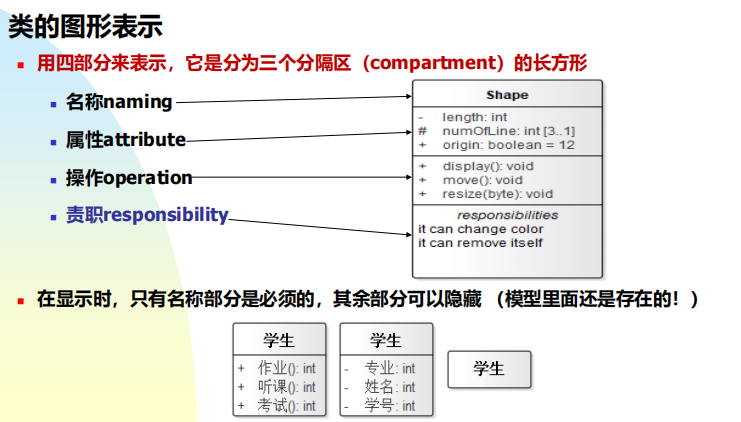 类的图形表示
用四部分来表示，它是分为三个分隔区（compartment）的长方形
名称naming
属性attribute
操作operation
责职responsibility
Shape
- length: int
# numOfLine: int [3..1]
+ origin: boolean = 12
+ display(): void
+ move(): void
+ resize(byte): void
responsibilities
it can change color
it can remove itself
在显示时，只有名称部分是必须的，其余部分可以隐藏 （模型里面还是存在的！）
学生
+ 作业(): int
+ 听课(): int
+ 考试(): int
学生
- 专业: int
- 姓名: int
- 学号: int
学生